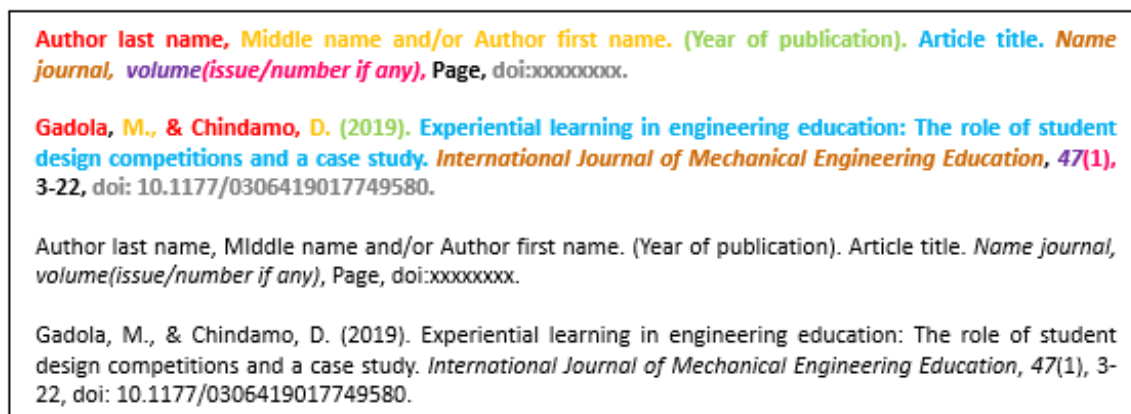 Author last name, Middle name and/or Author first name. (Year of publication). Article title. Name
journal, volume(issue/number if any), Page, doi:xxxxxxxx.
Gadola, M., & Chindamo, D. (2019). Experiential learning in engineering education: The role of student
design competitions and a case study. International Journal of Mechanical Engineering Education, 47(1),
3-22, doi: 10.1177/0306419017749580.
Author last name, MIddle name and/or Author first name. (Year of publication). Article title. Name journal,
volume(issue/number if any), Page, doi:xxxxxxxx.
Gadola, M., & Chindamo, D. (2019). Experiential learning in engineering education: The role of student
design competitions and a case study. International Journal of Mechanical Engineering Education, 47(1), 3-
22, doi: 10.1177/0306419017749580.